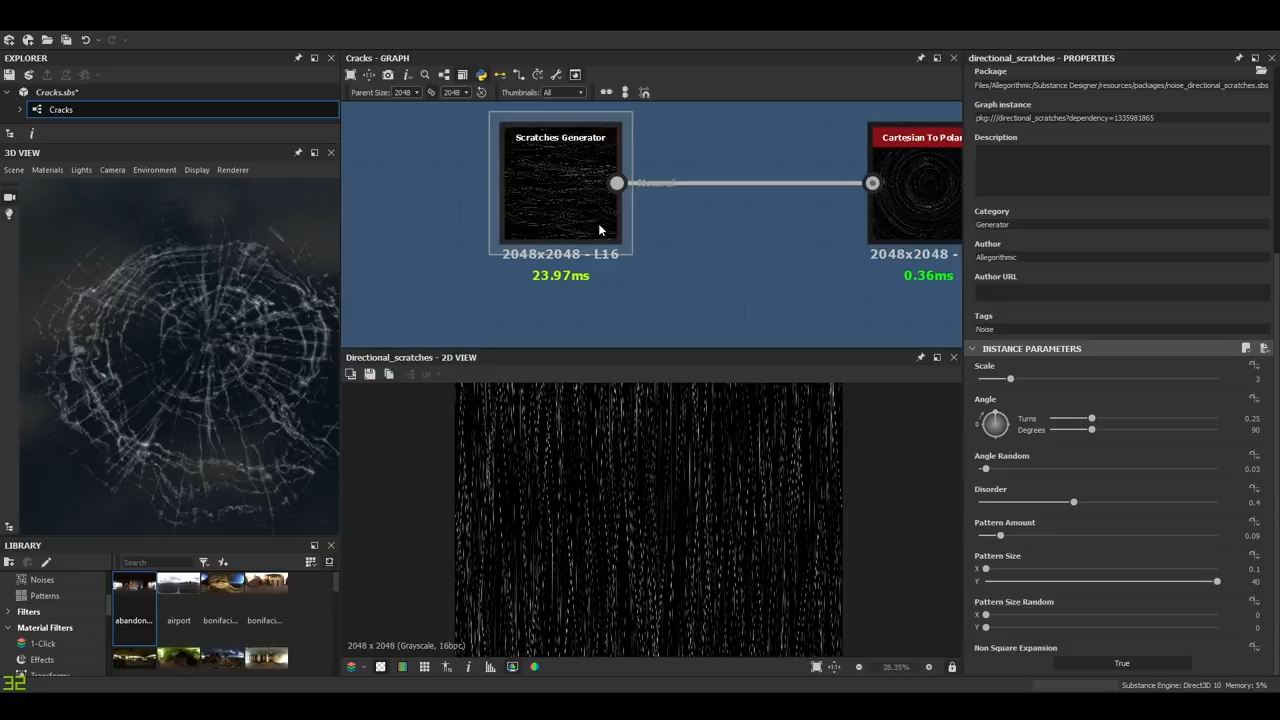 EXPLORER
Cracks.sbs*
Cracks
3D VIEW
Scene Materials Lights Camera Environment Display Renderer
LIBRARY
Search
Noises
Patterns
Filters
Material Filters
1-Click
Effects
abandon...
airport
bonifaci...
bonifaci...
32
Cracks - GRAPH
Parent Size: 2048 2048 Thumbnails: All
Scratches Generator
2048x2048 - L16
23.97ms
Cartesian To Polar
2048x2048 -
0.36ms
Directional_scratches - 2D VIEW
UV
2048 x 2048 (Grayscale, 16bpc)
28.35%
directional_scratches - PROPERTIES
Package
Files/Allegorithmic/Substance Designer/resources/packages/noise_directional_scratches.sbs
Graph instance
pkg:///directional_scratches?dependency=1335981865
Description
Category
Generator
Author
Allegorithmic
Author URL
Tags
Noise
INSTANCE PARAMETERS
Scale
3
Angle
0
Turns 0.25
Degrees 90
Angle Random
0.03
Disorder
0.4
Pattern Amount
0.09
Pattern Size
X 0.1
Y 40
Pattern Size Random
X 0
Y 0
Non Square Expansion
True
Substance Engine: Direct3D 10 Memory: 5%